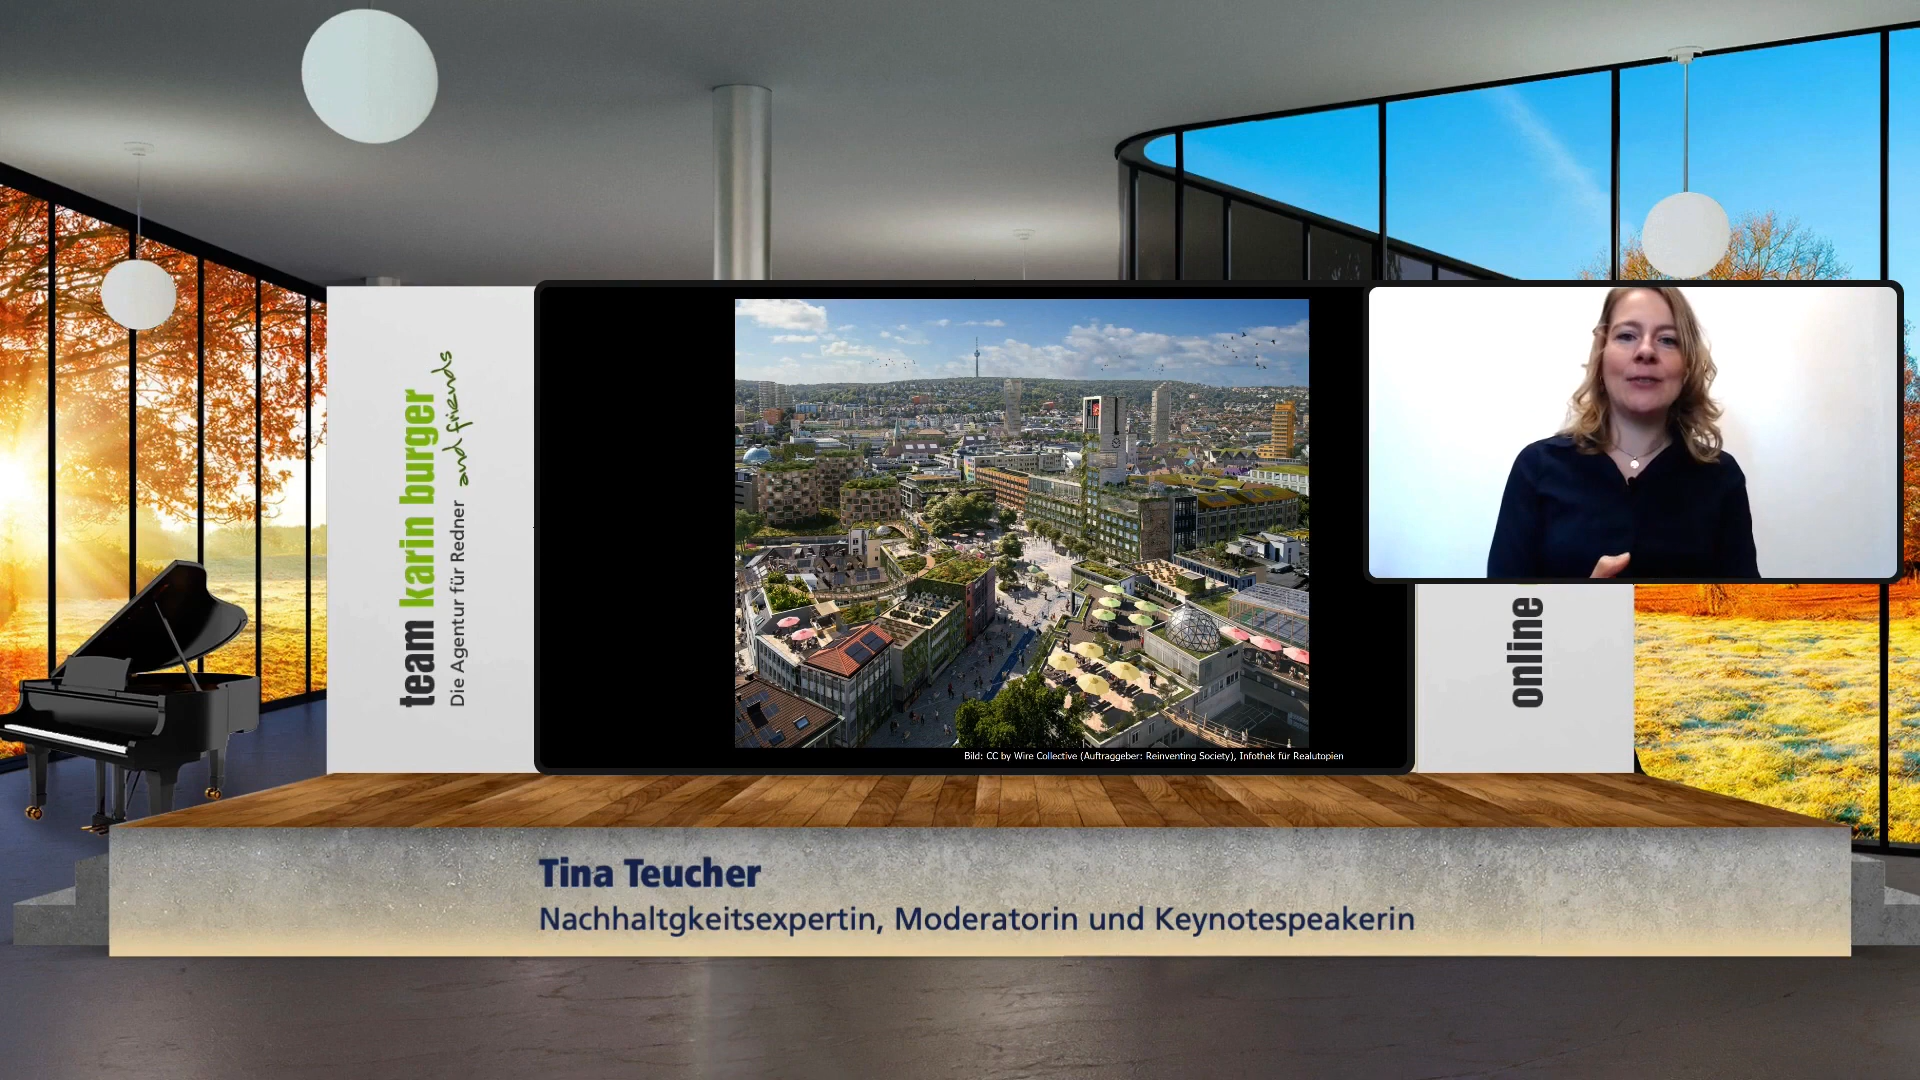 team karin burger
and friends
Die Agentur für Redner
online
Bild: CC by Wire Collective (Auftraggeber: Reinventing Society), Infothek für Realutopien
Tina Teucher
Nachhaltgkeitsexpertin, Moderatorin und Keynotespeakerin